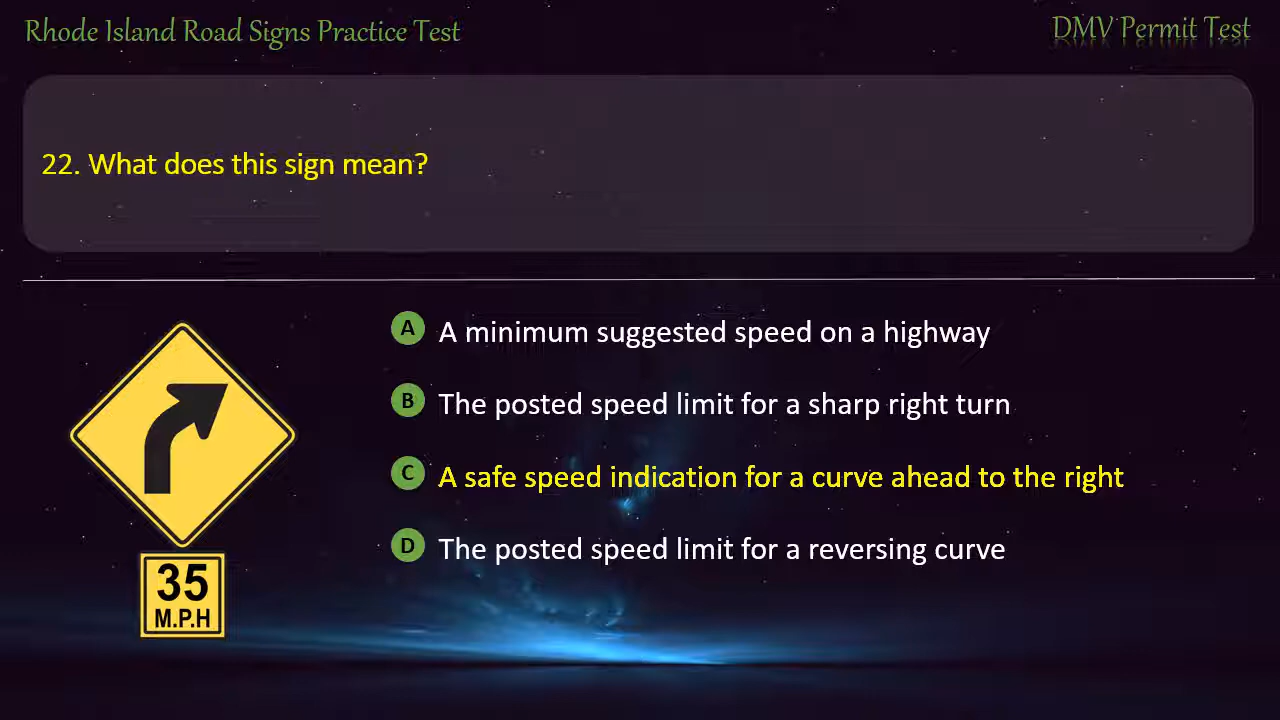 Rhode Island Road Signs Practice Test
DMV Permit Test
22. What does this sign mean?
A A minimum suggested speed on a highway
B The posted speed limit for a sharp right turn
C A safe speed indication for a curve ahead to the right
D The posted speed limit for a reversing curve
35
M.P.H